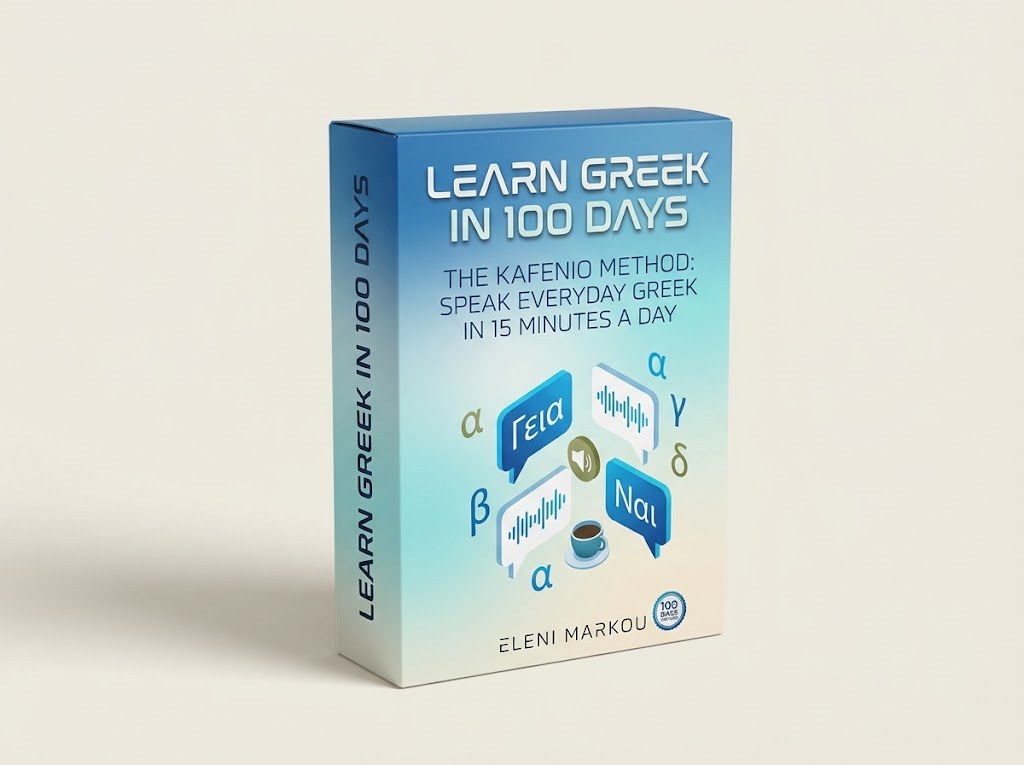 LEARN GREEK IN 100 DAYS
LEARN GREEK
IN 100 DAYS
THE KAFENIO METHOD:
SPEAK EVERYDAY GREEK
IN 15 MINUTES A DAY
α
Γεια
α
γ
δ
β
Ναι
α
ELENI MARKOU
100